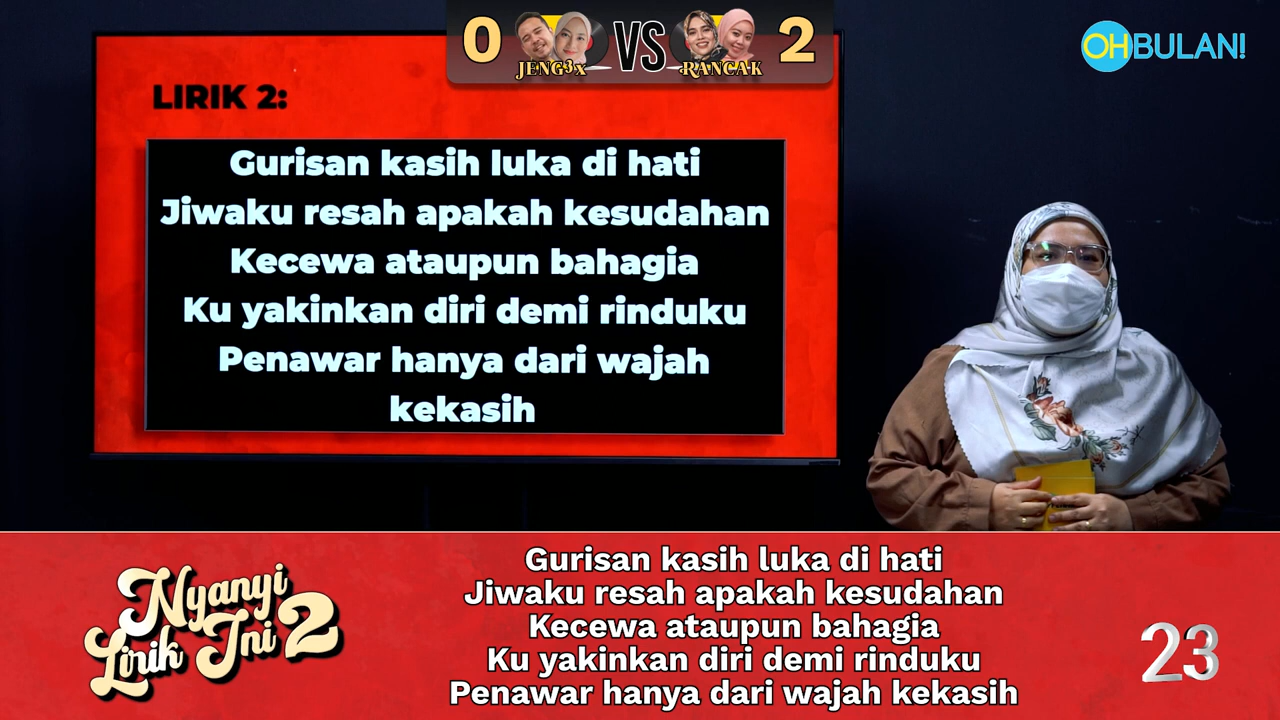 0 JENG3X VS RANCAK 2
OHBULAN!
LIRIK 2:
Gurisan kasih luka di hati
Jiwaku resah apakah kesudahan
Kecewa ataupun bahagia
Ku yakinkan diri demi rinduku
Penawar hanya dari wajah
kekasih
Nyanyi
Lirik Ini 2
Gurisan kasih luka di hati
Jiwaku resah apakah kesudahan
Kecewa ataupun bahagia
Ku yakinkan diri demi rinduku
Penawar hanya dari wajah kekasih
23